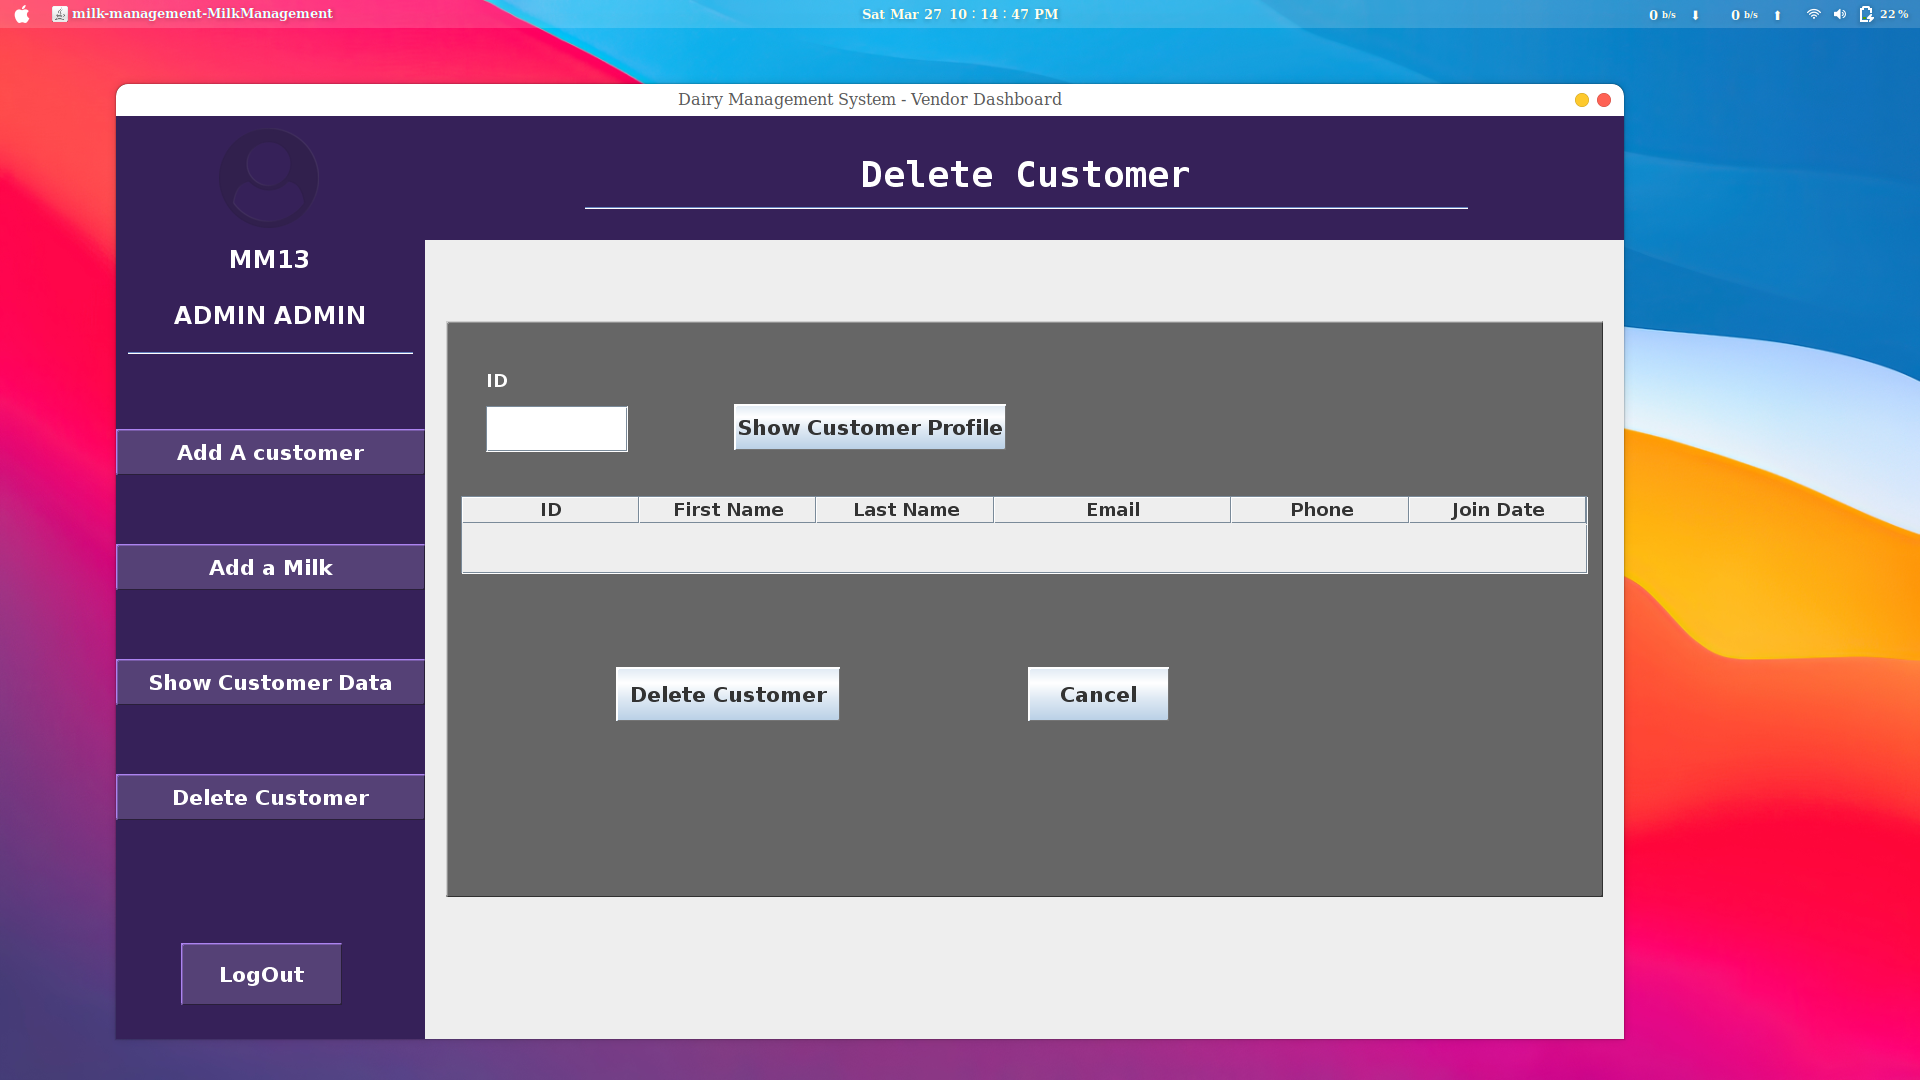 milk-management-MilkManagement
Sat Mar 27 10 : 14 : 47 PM
0 b/s 0 b/s 22 %
Dairy Management System - Vendor Dashboard
Delete Customer
MM13
ADMIN ADMIN
Add A customer
Add a Milk
Show Customer Data
Delete Customer
LogOut
ID
Show Customer Profile
ID First Name Last Name Email Phone Join Date
Delete Customer Cancel